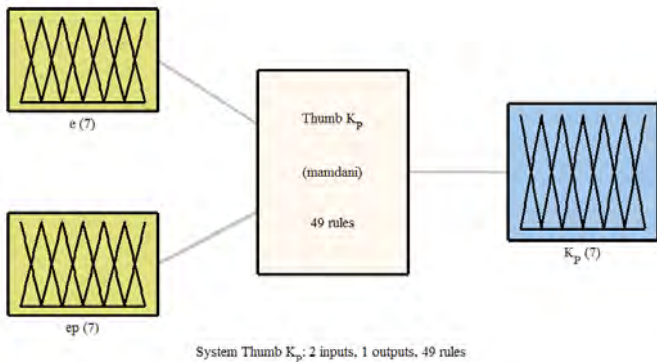 e (7)
Thumb Kp
(mamdani)
49 rules
Kp (7)
ep (7)
System Thumb Kp: 2 inputs, 1 outputs, 49 rules